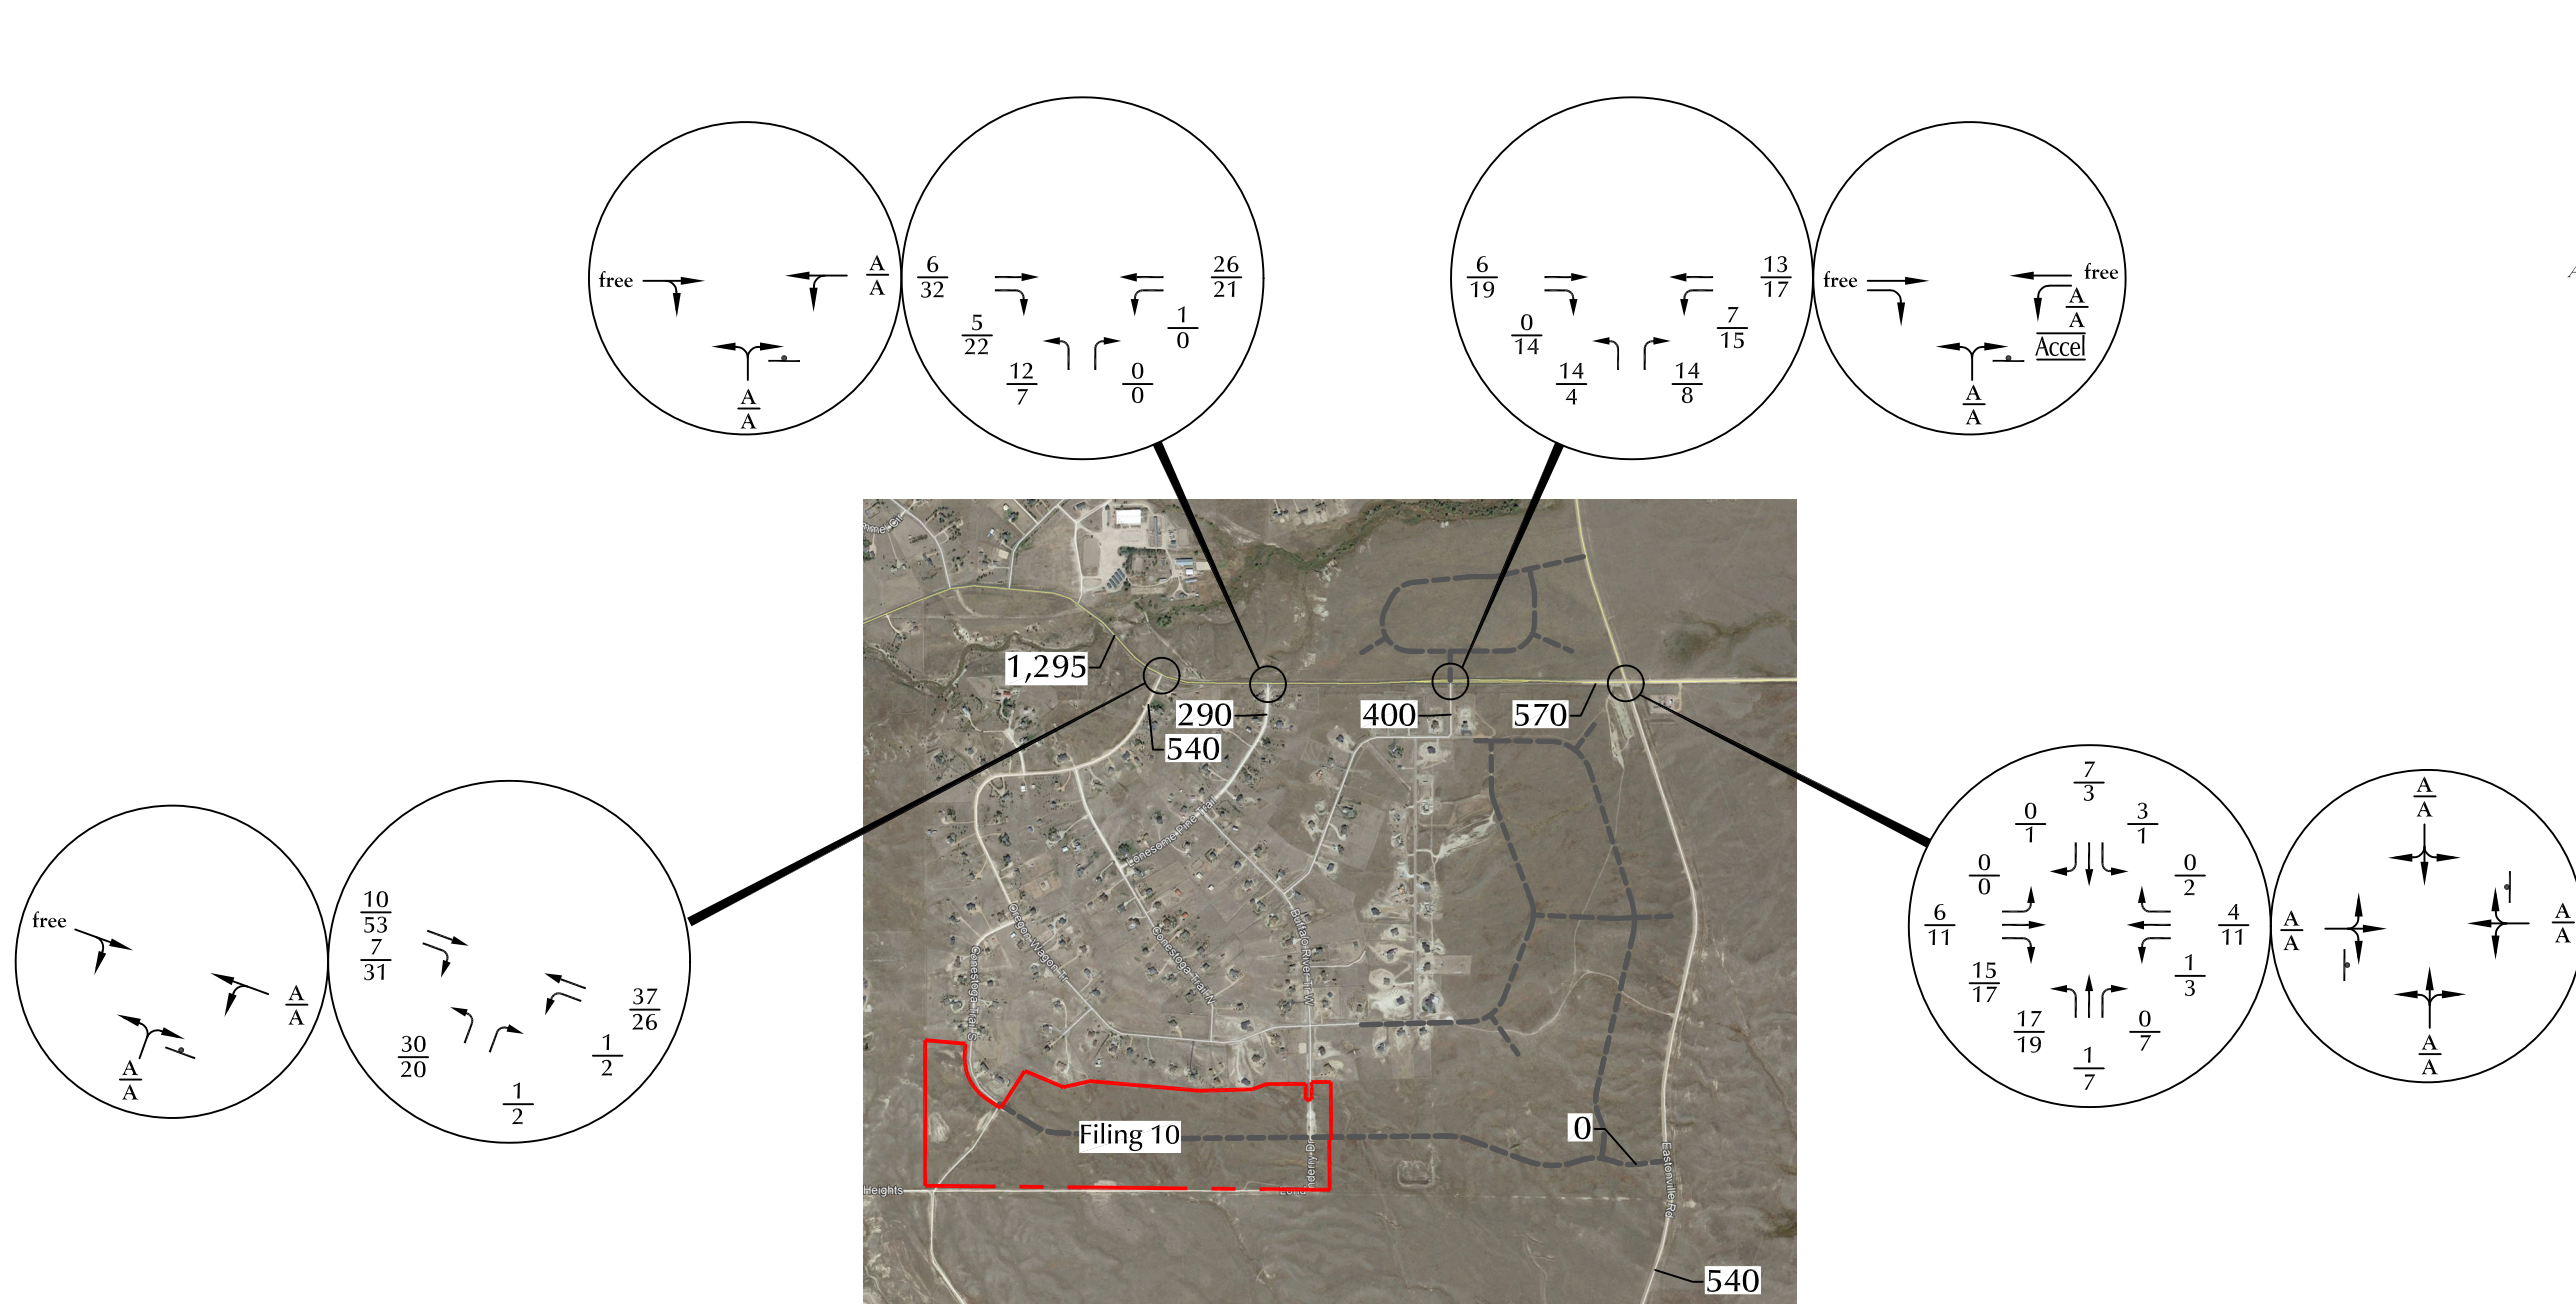 free
A
A
A
A
6
32
5
22
12
7
0
0
1
0
26
21
6
19
0
14
14
4
14
8
7
15
13
17
free
free
A
A
Accel
A
A
1,295
290
540
400
570
Lonesome Pine Trail
Oregon Wagon Tr
Conestoga Trail N
Conestoga Trail S
Buffalo River Tr W
Filing 10
Heights
Eastonville Rd
0
540
free
A
A
A
A
10
53
7
31
30
20
1
2
1
2
37
26
7
3
0
1
3
1
0
0
0
2
6
11
4
11
15
17
1
3
17
19
0
7
1
7
A
A
A
A
A
A
A
A